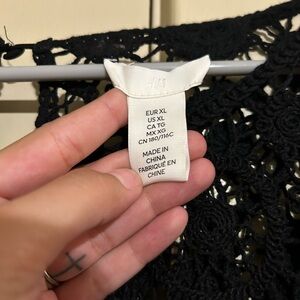 H&M
EUR XL
US XL
CA TG
MX XG
CN 180/116C
MADE IN
CHINA
FABRIQUÉ EN
CHINE